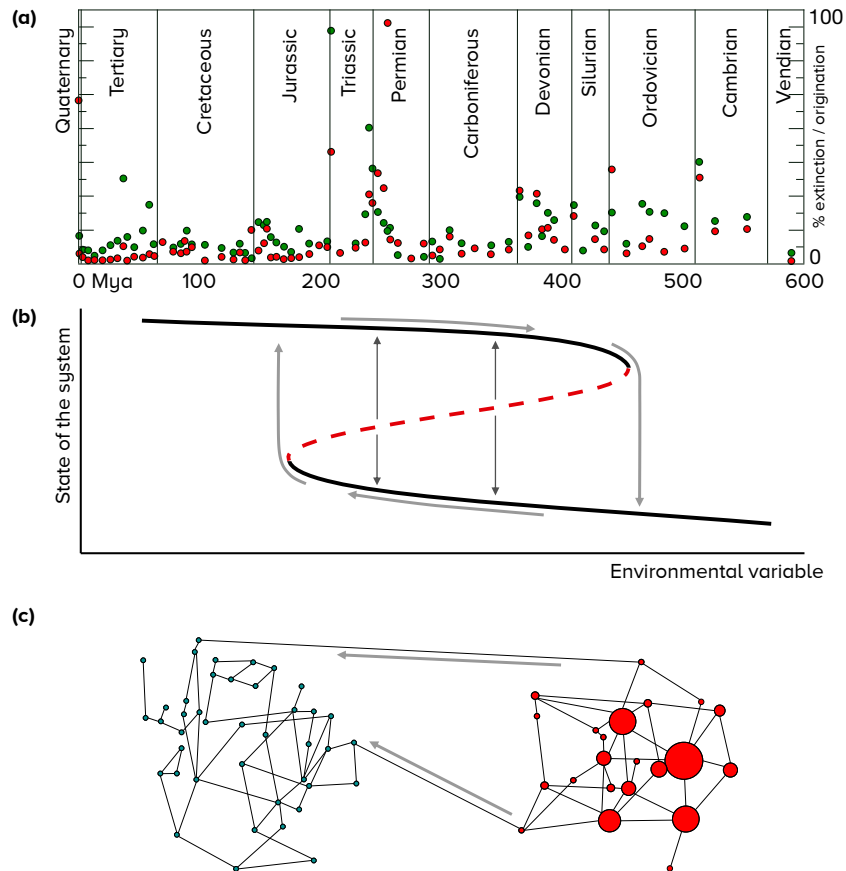 (a)
Quaternary
Tertiary
Cretaceous
Jurassic
Triassic
Permian
Carboniferous
Devonian
Silurian
Ordovician
Cambrian
Vendian
100
% extinction / origination
0
0 Mya 100 200 300 400 500 600
(b)
State of the system
Environmental variable
(c)